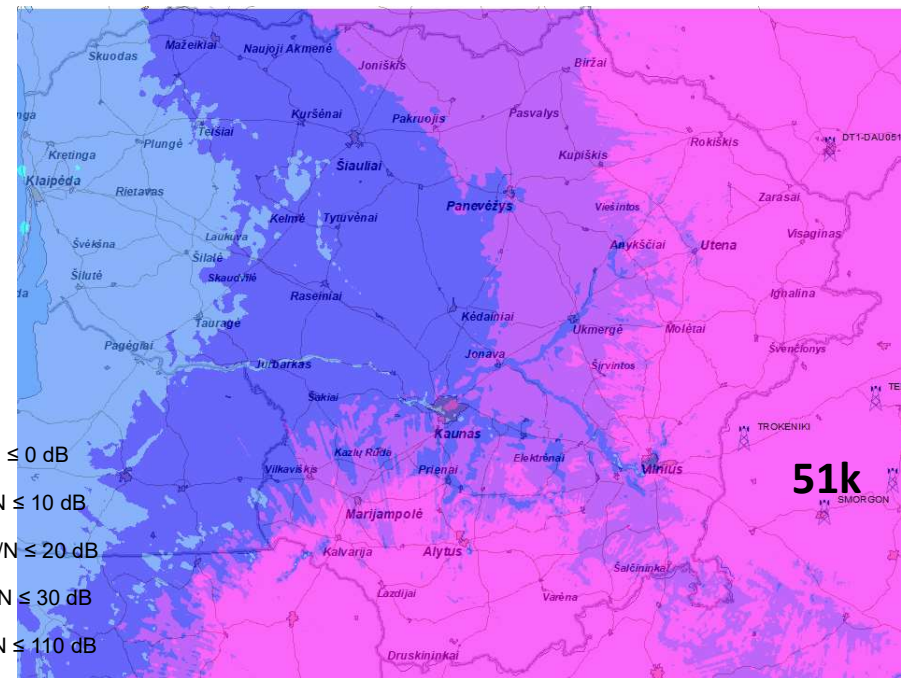 Skuodas
Mažeikiai
Naujoji Akmenė
Joniškis
Biržai
Kuršėnai
Pakruojis
Pasvalys
Telšiai
Plungė
Kretinga
Šiauliai
Kupiškis
Rokiškis
DT1-DAU051
Klaipėda
Rietavas
Panevėžys
Viešintos
Zarasai
Kelmė
Tytuvėnai
Anykščiai
Utena
Visaginas
Švėkšna
Laukuva
Šilalė
Šilutė
Skaudvilė
Raseiniai
Ignalina
Tauragė
Kėdainiai
Ukmergė
Molėtai
Pagėgiai
Jurbarkas
Jonava
Širvintos
Švenčionys
Šakiai
TE
TROKENIKI
Kaunas
≤ 0 dB
Kazlų Rūda
Vilkaviškis
Prienai
Elektrėnai
Vilnius
51k
N ≤ 10 dB
SMORGON
Marijampolė
/N ≤ 20 dB
Kalvarija
Alytus
Šalčininkai
N ≤ 30 dB
Lazdijai
Varėna
N ≤ 110 dB
Druskininkai